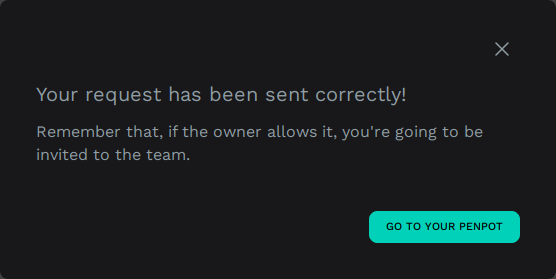 Your request has been sent correctly!
Remember that, if the owner allows it, you're going to be
invited to the team.
GO TO YOUR PENPOT